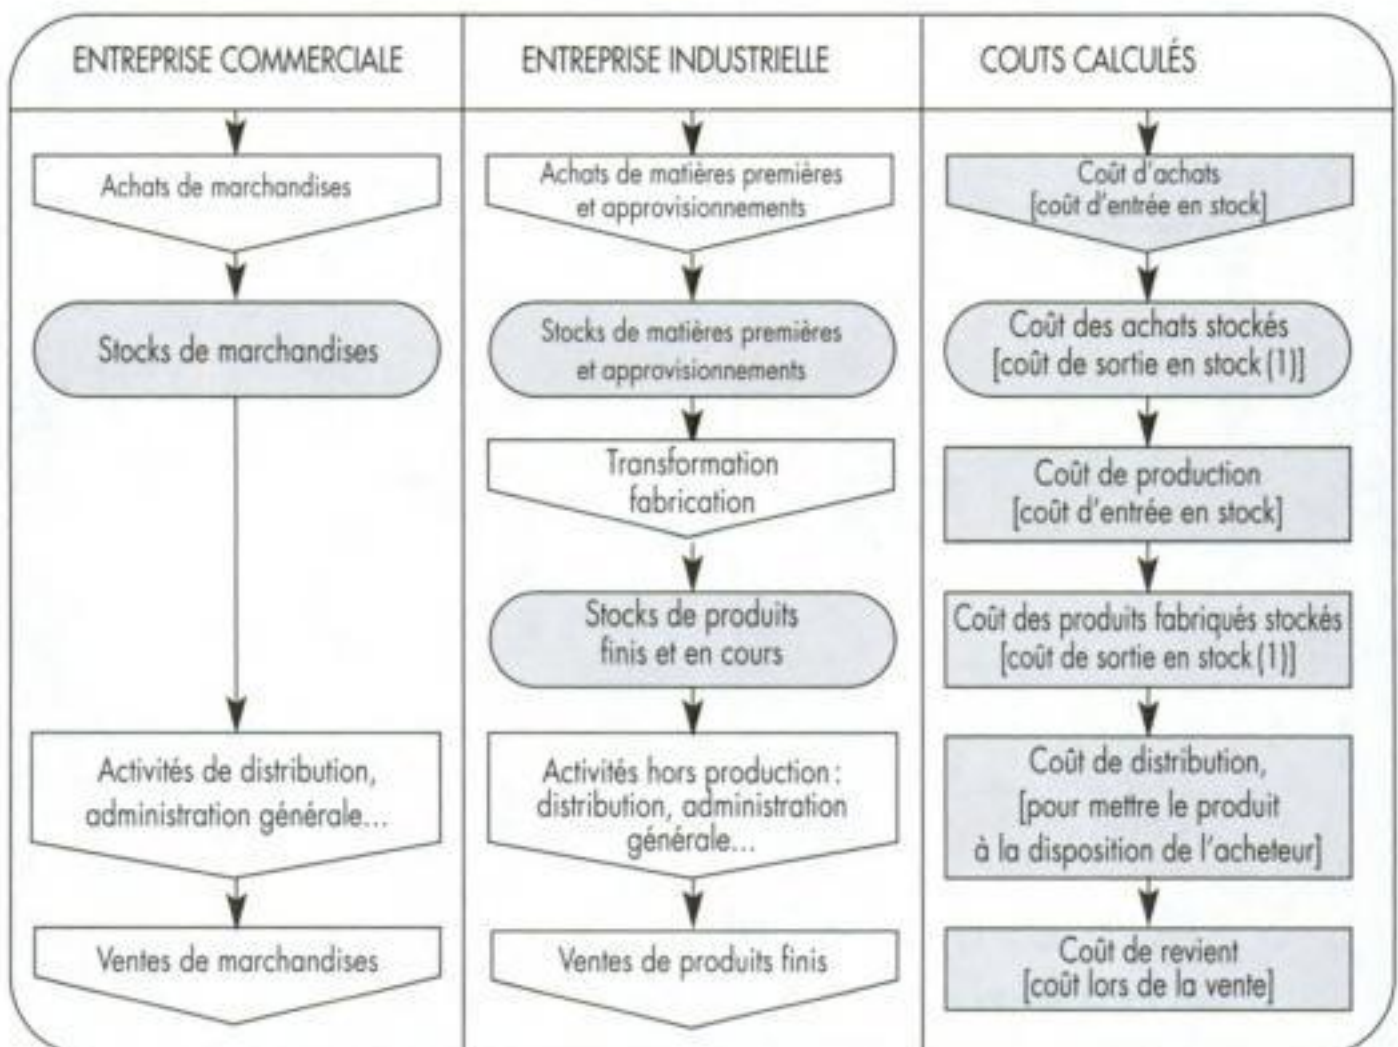 ENTREPRISE COMMERCIALE
ENTREPRISE INDUSTRIELLE
COUTS CALCULÉS
Achats de marchandises
Achats de matières premières
et approvisionnements
Coût d'achats
[coût d'entrée en stock]
Stocks de marchandises
Stocks de matières premières
et approvisionnements
Coût des achats stockés
[coût de sortie en stock (1)]
Transformation
fabrication
Coût de production
[coût d'entrée en stock]
Stocks de produits
finis et en cours
Coût des produits fabriqués stockés
[coût de sortie en stock (1)]
Activités de distribution,
administration générale...
Activités hors production :
distribution, administration
générale...
Coût de distribution,
[pour mettre le produit
à la disposition de l'acheteur]
Ventes de marchandises
Ventes de produits finis
Coût de revient
[coût lors de la vente]